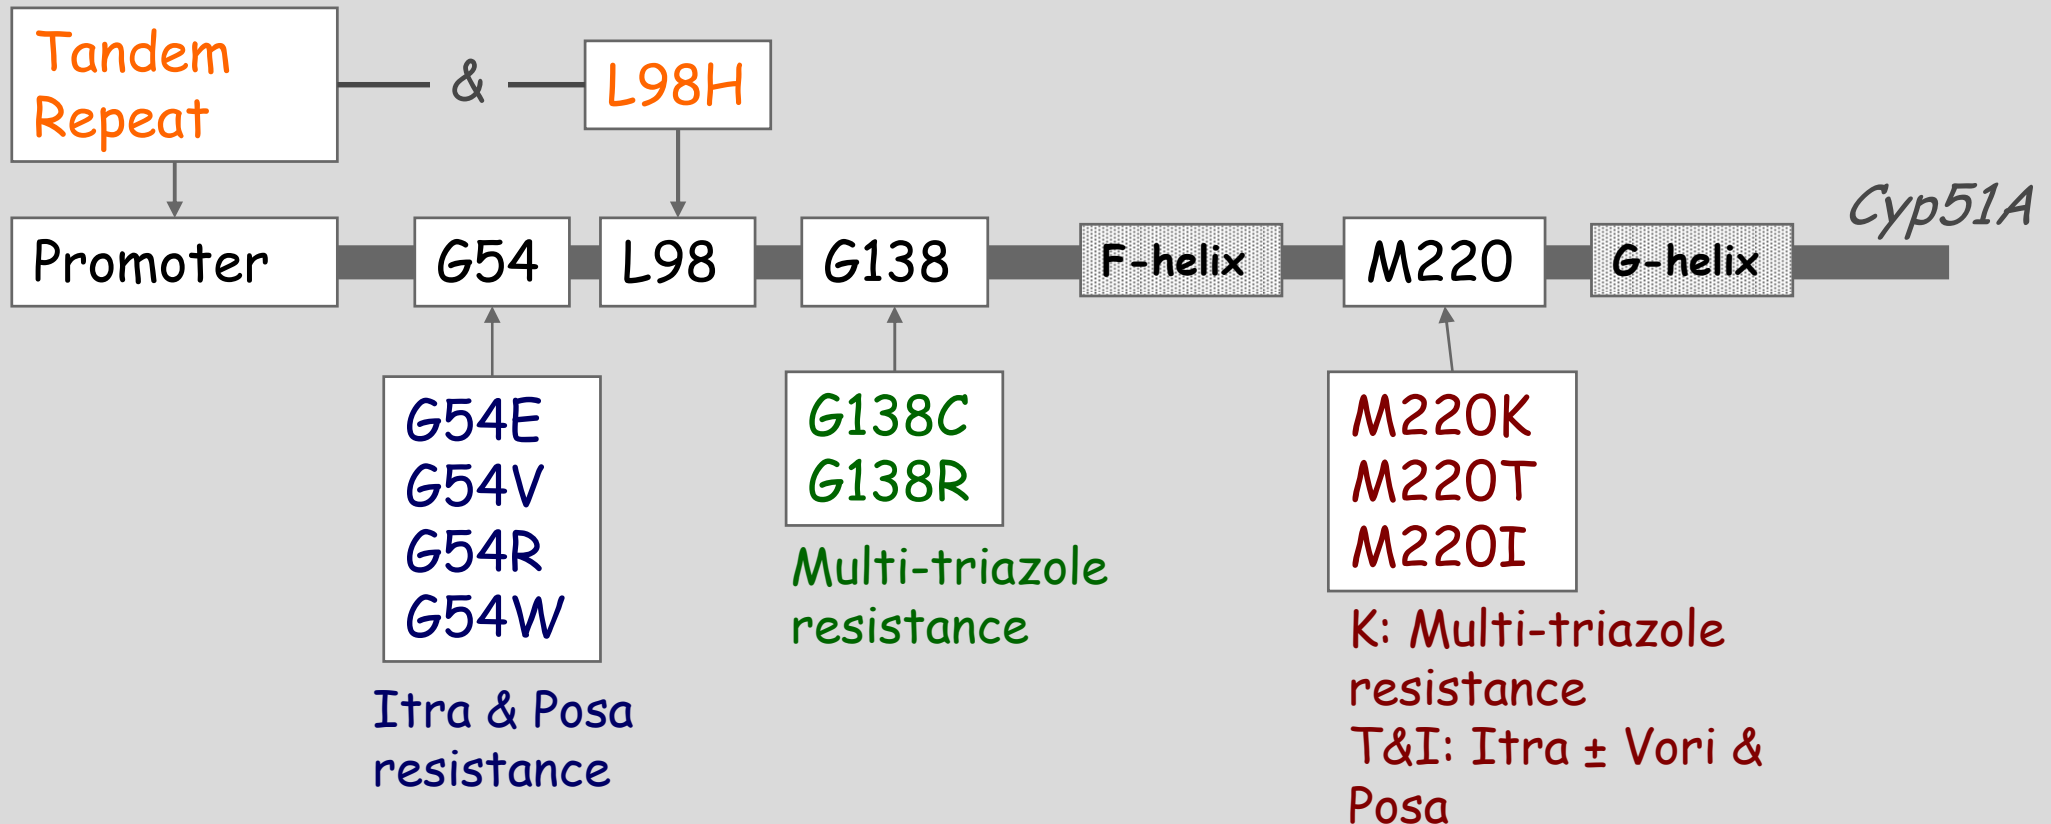 Tandem
Repeat
&
L98H
Cyp51A
Promoter
G54
L98
G138
F-helix
M220
G-helix
G54E
G54V
G54R
G54W
Itra & Posa
resistance
G138C
G138R
Multi-triazole
resistance
M220K
M220T
M220I
K: Multi-triazole
resistance
T&I: Itra ± Vori &
Posa